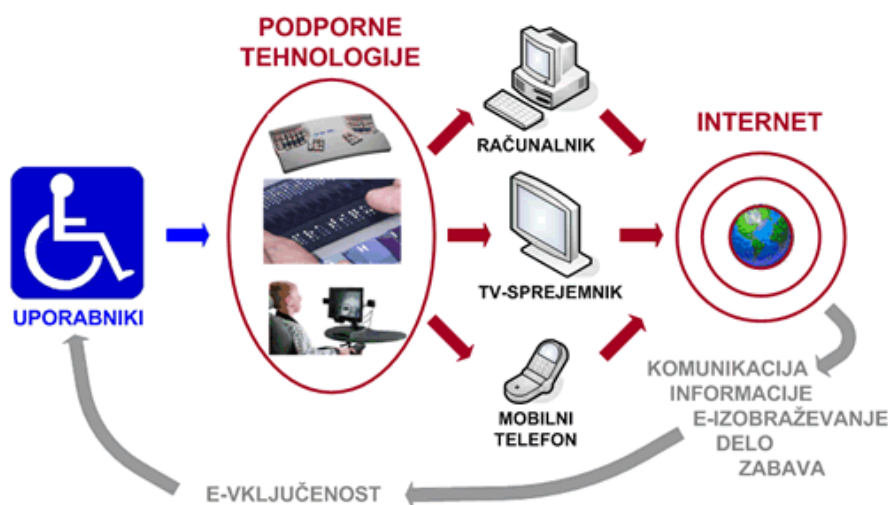 PODPORNE
TEHNOLOGIJE
RAČUNALNIK
INTERNET
UPORABNIKI
TV-SPREJEMNIK
MOBILNI
TELEFON
KOMUNIKACIJA
INFORMACIJE
E-IZOBRAŽEVANJE
DELO
ZABAVA
E-VKLJUČENOST